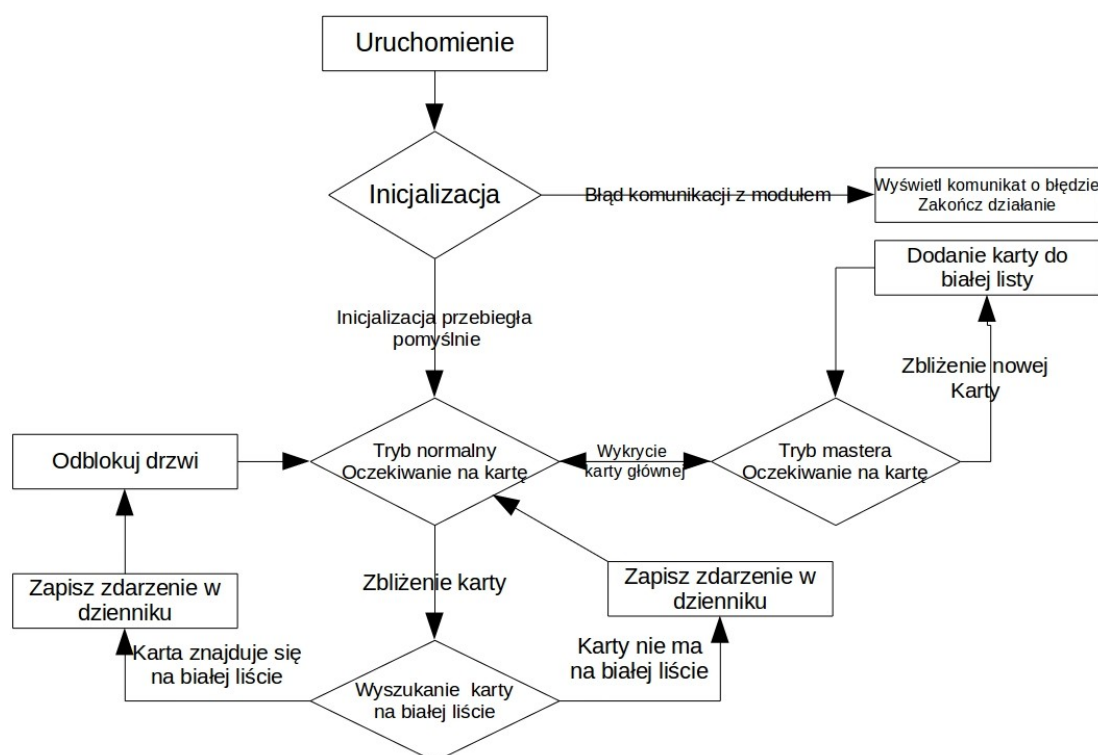 Uruchomienie
Inicjalizacja
Błąd komunikacji z modułem
Wyświetl komunikat o błędzie
Zakończ działanie
Dodanie karty do
białej listy
Inicjalizacja przebiegła
pomyślnie
Zbliżenie nowej
Karty
Odblokuj drzwi
Tryb normalny
Oczekiwanie na kartę
Wykrycie
karty głównej
Tryb mastera
Oczekiwanie na kartę
Zapisz zdarzenie w
dzienniku
Zbliżenie karty
Zapisz zdarzenie w
dzienniku
Karta znajduje się
na białej liście
Wyszukanie karty
na białej liście
Karty nie ma
na białej liście